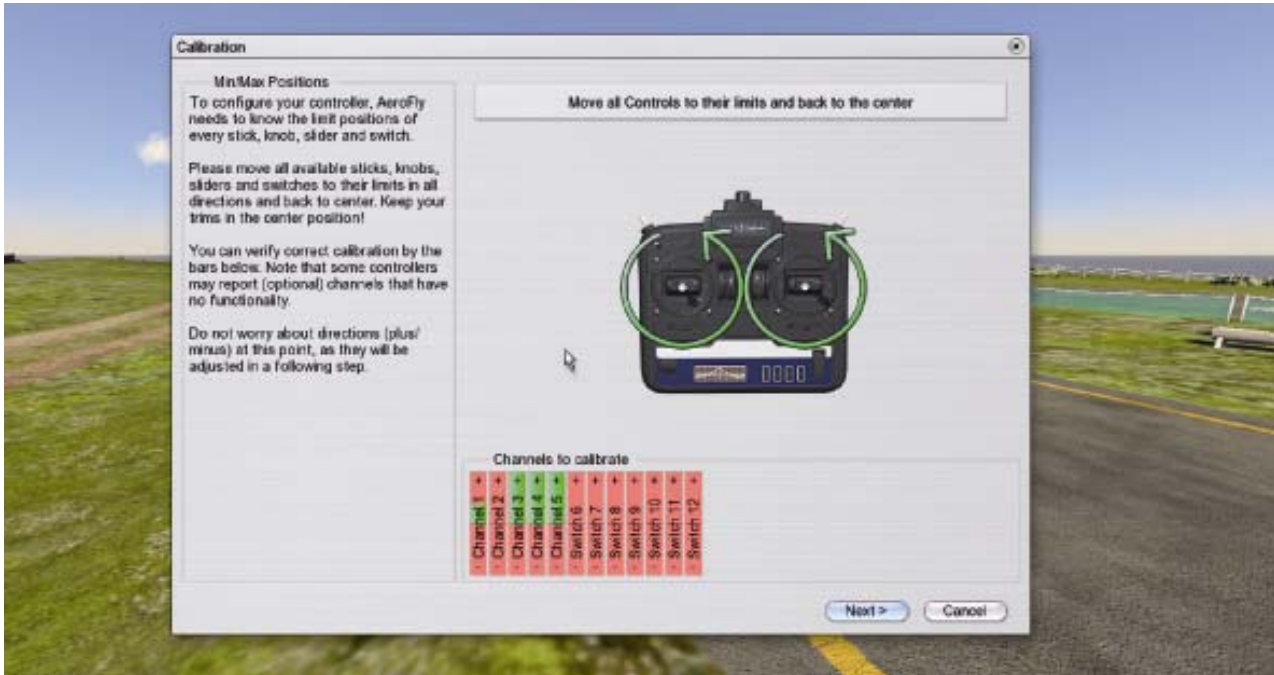 Calibration
Min/Max Positions
To configure your controller, AeroFly
needs to know the limit positions of
every stick, knob, slider and switch.
Please move all available sticks, knobs,
sliders and switches to their limits in all
directions and back to center. Keep your
trims in the center position!
You can verify correct calibration by the
bars below. Note that some controllers
may report (optional) channels that have
no functionality.
Do not worry about directions (plus/
minus) at this point, as they will be
adjusted in a following step.
Move all Controls to their limits and back to the center
Channels to calibrate
- Channel 1 +
- Channel 2 +
- Channel 3 +
- Channel 4 +
- Channel 5 +
- Switch 6 +
- Switch 7 +
- Switch 8 +
- Switch 9 +
- Switch 10 +
- Switch 11 +
- Switch 12 +
Next >
Cancel